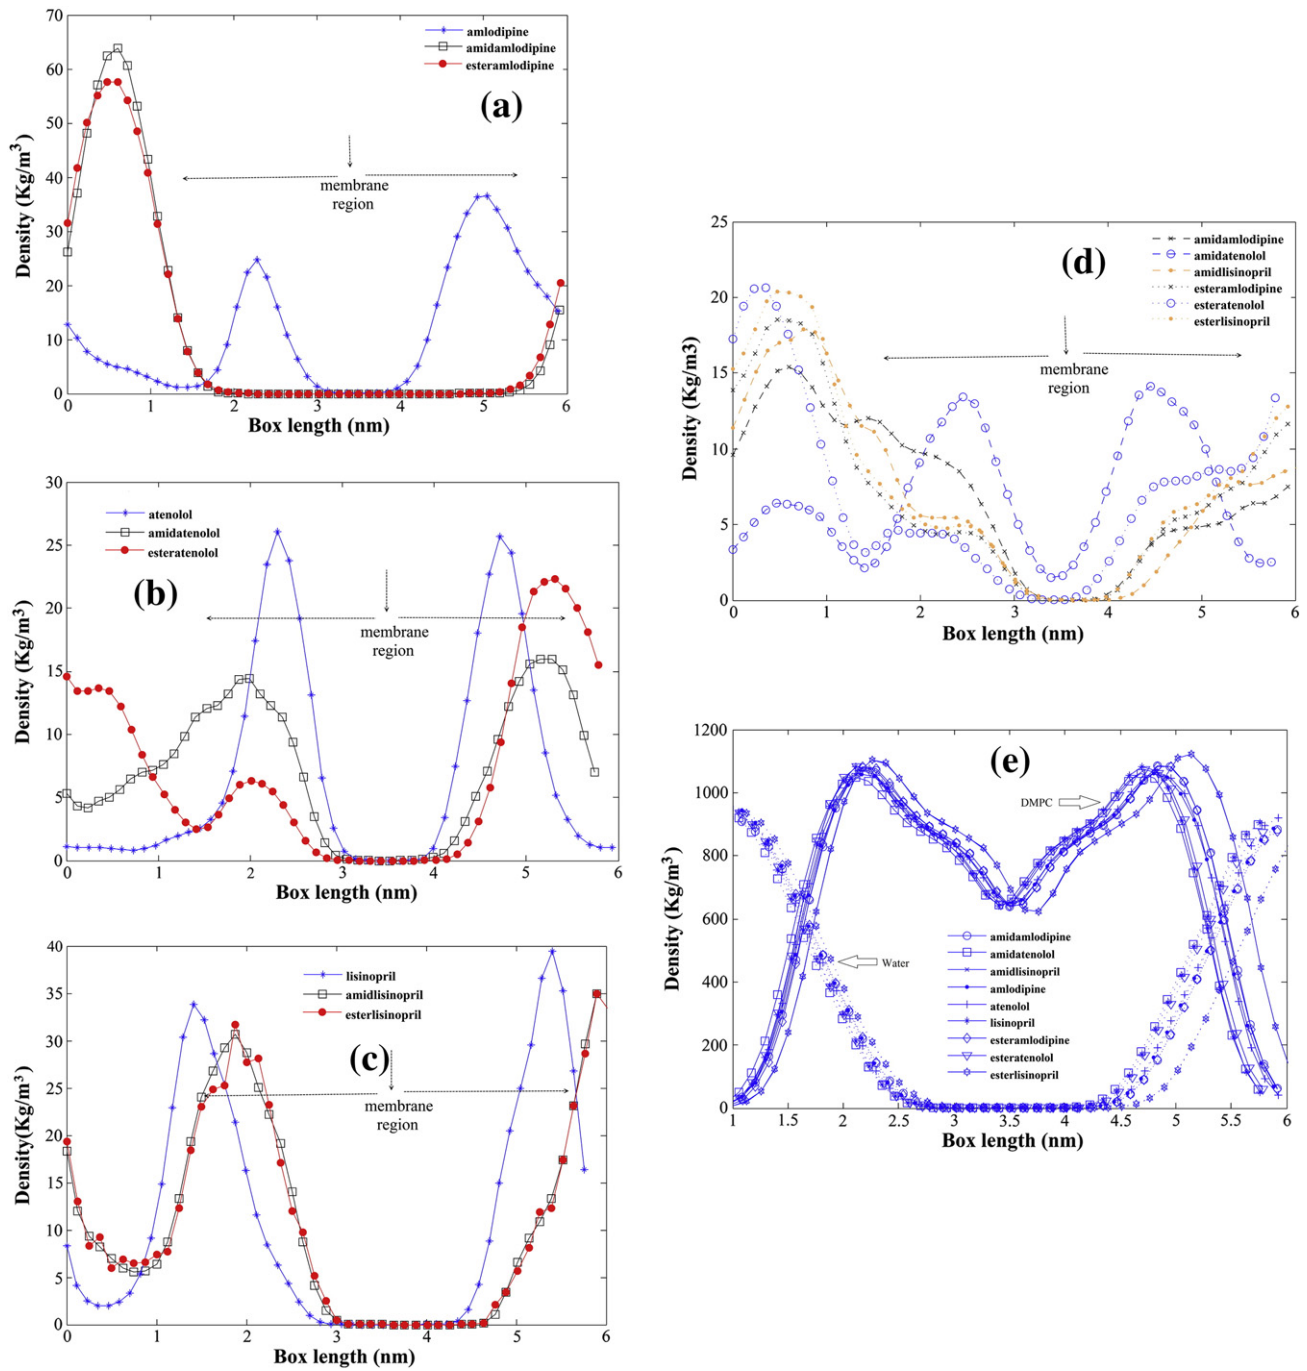 70
60
50
40
30
20
10
0
Density (Kg/m³)
amlodipine
amidamlodipine
esteramlodipine
(a)
membrane
region
0 1 2 3 4 5 6
Box length (nm)
30
25
20
15
10
5
0
Density (Kg/m³)
atenolol
amidatenolol
esteratenolol
(b)
membrane
region
0 1 2 3 4 5 6
Box length (nm)
40
35
30
25
20
15
10
5
0
Density(Kg/m³)
lisinopril
amidlisinopril
esterlisinopril
(c)
membrane
region
0 1 2 3 4 5 6
Box length (nm)
25
20
15
10
5
0
Density (Kg/m3)
amidamlodipine
amidatenolol
amidlisinopril
esteramlodipine
esteratenolol
esterlisinopril
(d)
membrane
region
0 1 2 3 4 5 6
Box length (nm)
1200
1000
800
600
400
200
0
Density (Kg/m³)
(e)
DMPC
Water
amidamlodipine
amidatenolol
amidlisinopril
amlodipine
atenolol
lisinopril
esteramlodipine
esteratenolol
esterlisinopril
1 1.5 2 2.5 3 3.5 4 4.5 5 5.5 6
Box length (nm)